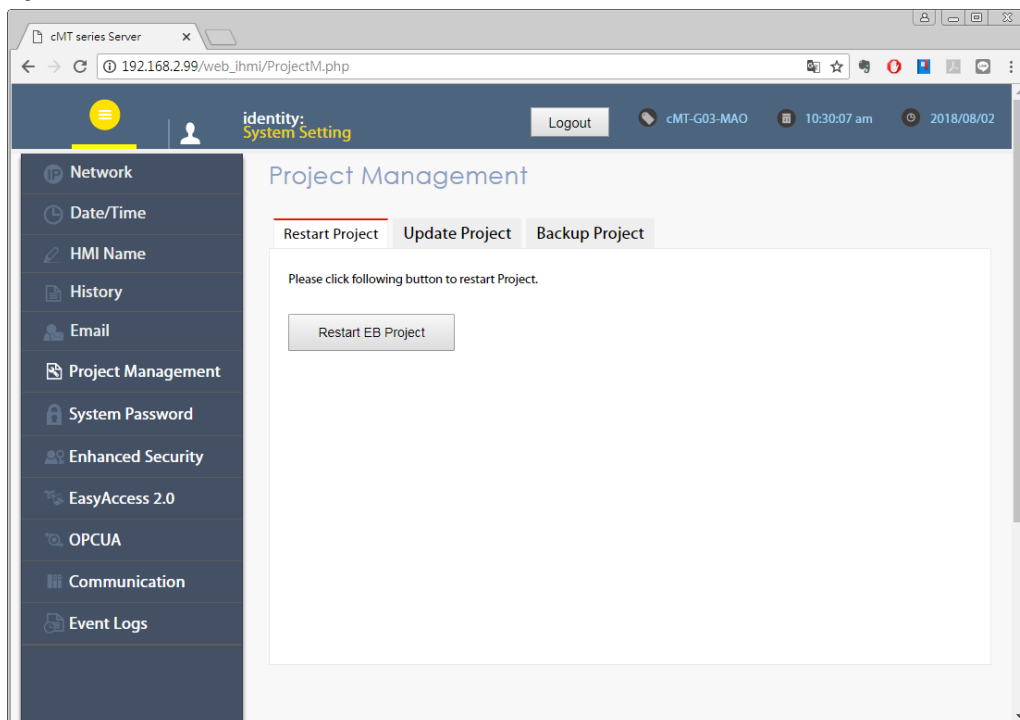 cMT series Server
192.168.2.99/web_ihmi/ProjectM.php
identity:
System Setting
Logout
cMT-G03-MAO
10:30:07 am
2018/08/02
Network
Date/Time
HMI Name
History
Email
Project Management
System Password
Enhanced Security
EasyAccess 2.0
OPCUA
Communication
Event Logs
Project Management
Restart Project
Update Project
Backup Project
Please click following button to restart Project.
Restart EB Project